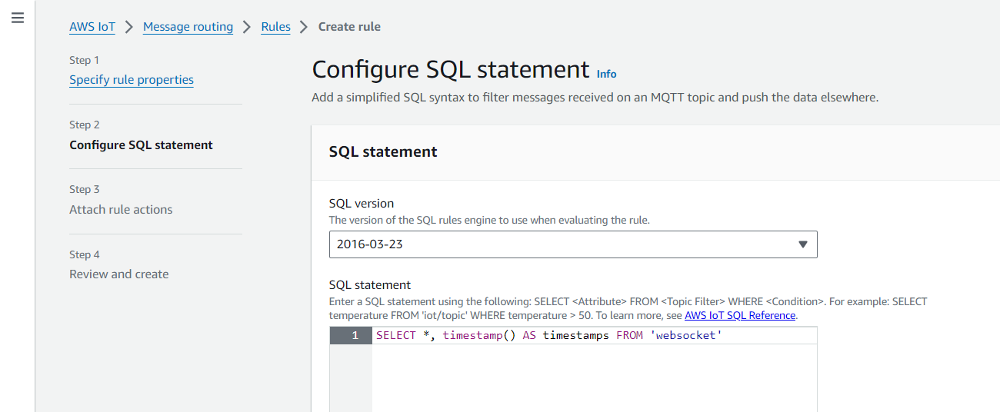 AWS IoT > Message routing > Rules > Create rule
Step 1
Specify rule properties
Step 2
Configure SQL statement
Step 3
Attach rule actions
Step 4
Review and create
Configure SQL statement Info
Add a simplified SQL syntax to filter messages received on an MQTT topic and push the data elsewhere.
SQL statement
SQL version
The version of the SQL rules engine to use when evaluating the rule.
2016-03-23
SQL statement
Enter a SQL statement using the following: SELECT <Attribute> FROM <Topic Filter> WHERE <Condition>. For example: SELECT
temperature FROM 'iot/topic' WHERE temperature > 50. To learn more, see AWS IoT SQL Reference.
1 SELECT *, timestamp() AS timestamps FROM 'websocket'